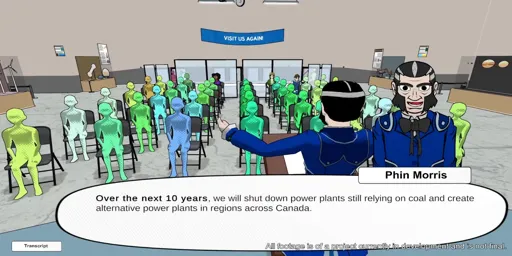 VISIT US AGAIN!
Phin Morris
Over the next 10 years, we will shut down power plants still relying on coal and create
alternative power plants in regions across Canada.
Transcript
All footage is of a project currently in development and is not final.